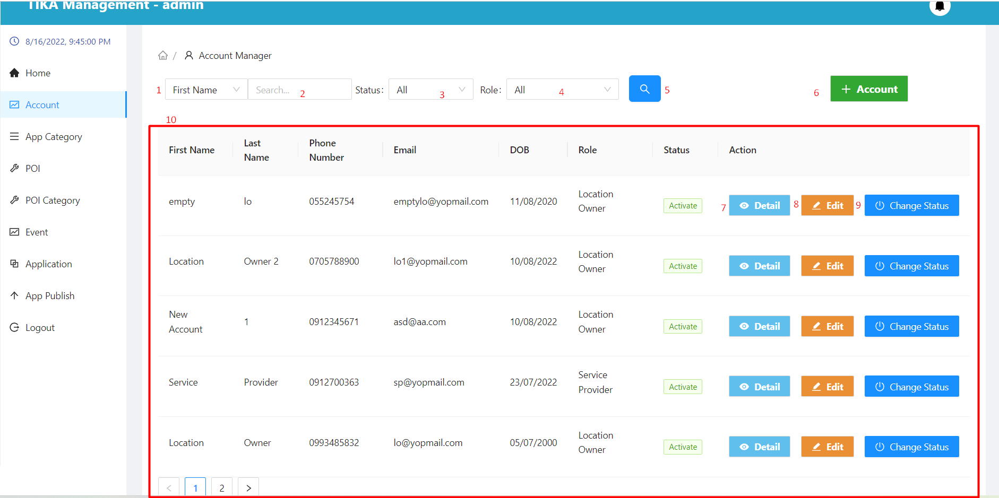 TIKA Management - admin
8/16/2022, 9:45:00 PM
Home
Account
App Category
POI
POI Category
Event
Application
App Publish
Logout
/ Account Manager
1 First Name Search... 2 Status: All 3 Role: All 4 5 6 + Account
10
First Name Last Name Phone Number Email DOB Role Status Action
empty lo 055245754 emptylo@yopmail.com 11/08/2020 Location Owner Activate 7 Detail 8 Edit 9 Change Status
Location Owner 2 0705788900 lo1@yopmail.com 10/08/2022 Location Owner Activate Detail Edit Change Status
New Account 1 0912345671 asd@aa.com 10/08/2022 Location Owner Activate Detail Edit Change Status
Service Provider 0912700363 sp@yopmail.com 23/07/2022 Service Provider Activate Detail Edit Change Status
Location Owner 0993485832 lo@yopmail.com 05/07/2000 Location Owner Activate Detail Edit Change Status
< 1 2 >